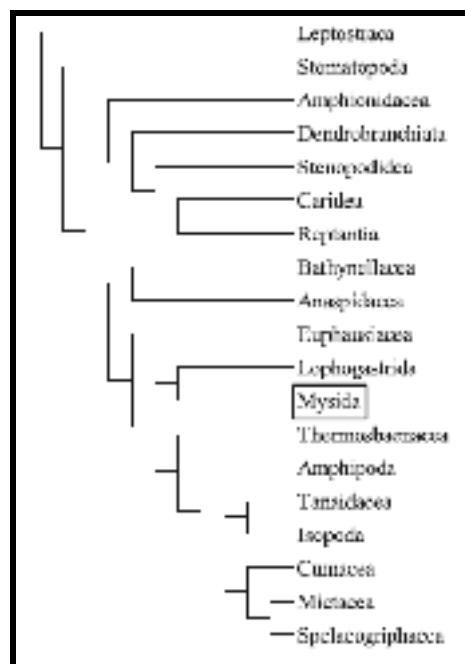 Leptostraca
Stomatopoda
Amphionidacea
Dendrobranchiata
Stenopodidea
Caridea
Reptantia
Bathynellacea
Anaspidacea
Euphausiacea
Lophogastrida
Mysida
Thermosbaenacea
Amphipoda
Tanaidacea
Isopoda
Cumacea
Mictacea
Spelaeogriphacea